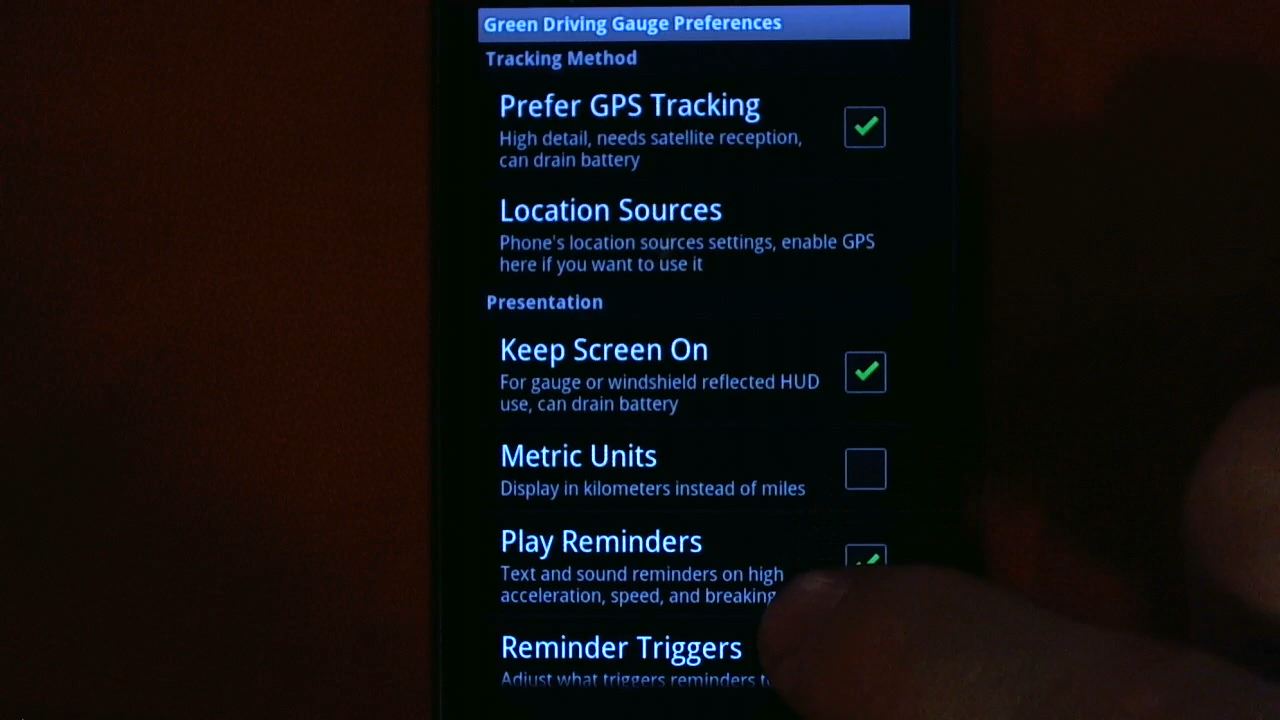 Green Driving Gauge Preferences
Tracking Method
Prefer GPS Tracking
High detail, needs satellite reception,
can drain battery
Location Sources
Phone's location sources settings, enable GPS
here if you want to use it
Presentation
Keep Screen On
For gauge or windshield reflected HUD
use, can drain battery
Metric Units
Display in kilometers instead of miles
Play Reminders
Text and sound reminders on high
acceleration, speed, and breaking
Reminder Triggers
Adjust what triggers reminders